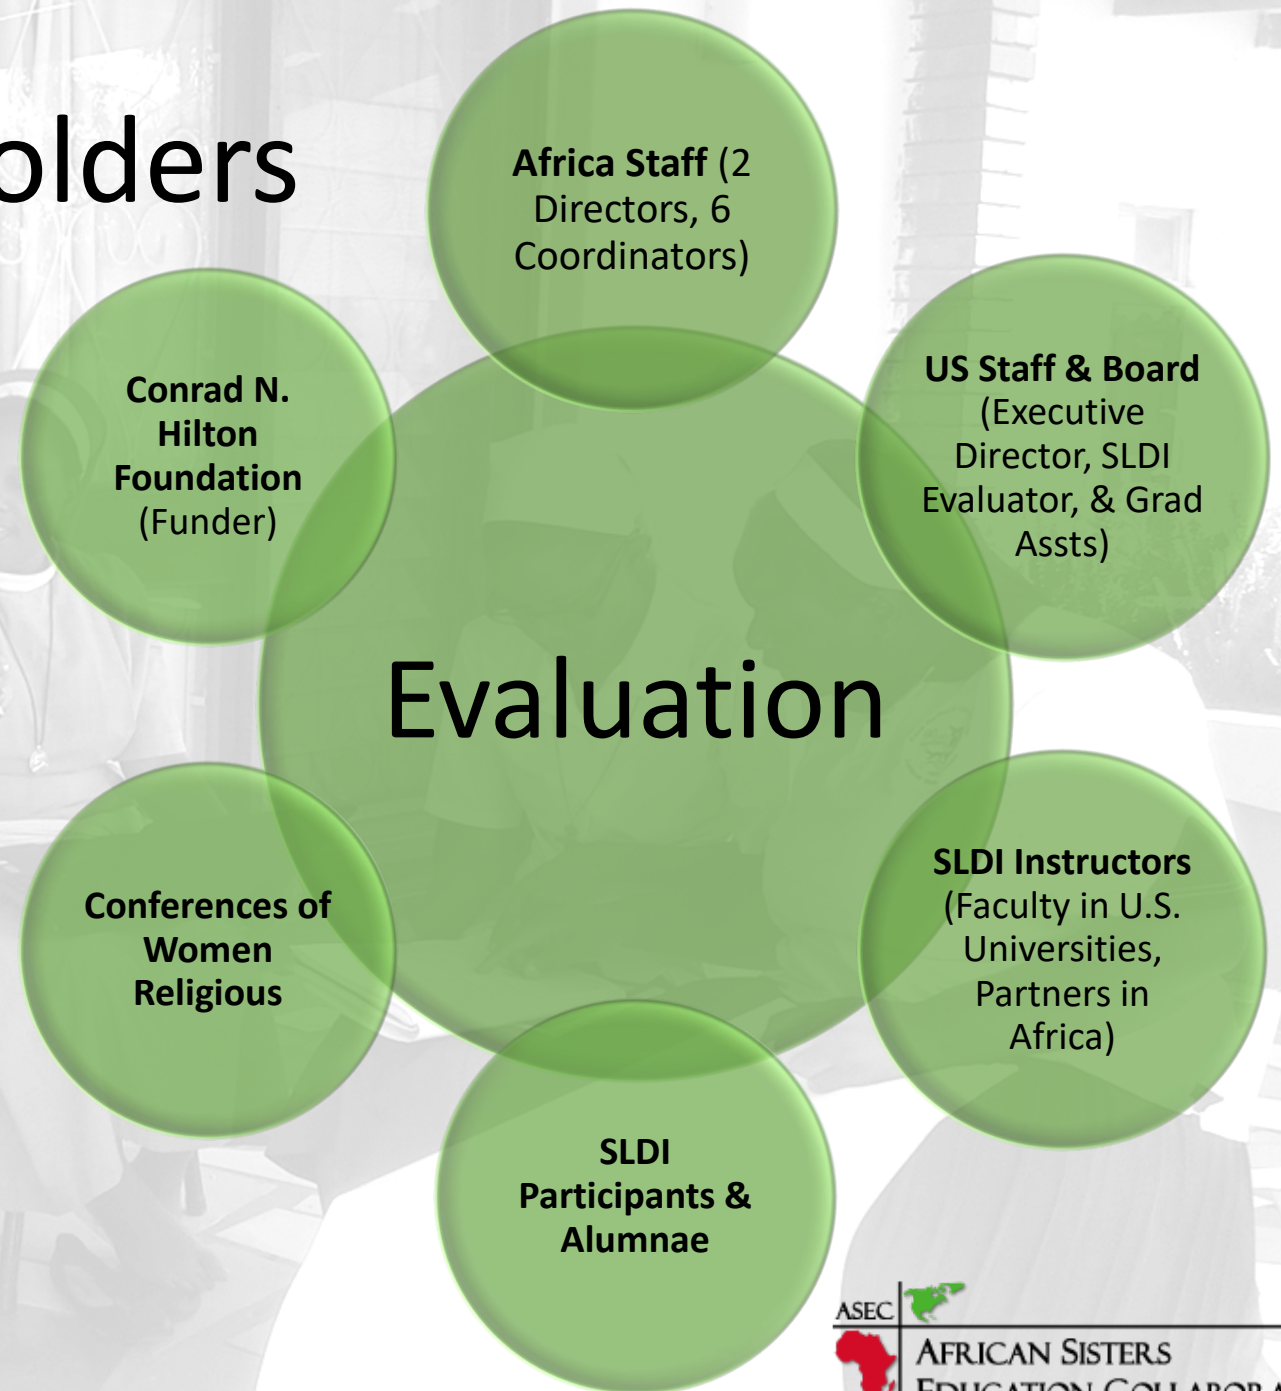 olders
Africa Staff (2
Directors, 6
Coordinators)
US Staff & Board
(Executive
Director, SLDI
Evaluator, & Grad
Assts)
SLDI Instructors
(Faculty in U.S.
Universities,
Partners in
Africa)
SLDI
Participants &
Alumnae
Conferences of
Women
Religious
Conrad N.
Hilton
Foundation
(Funder)
Evaluation
ASEC
AFRICAN SISTERS
EDUCATION COLLABORA